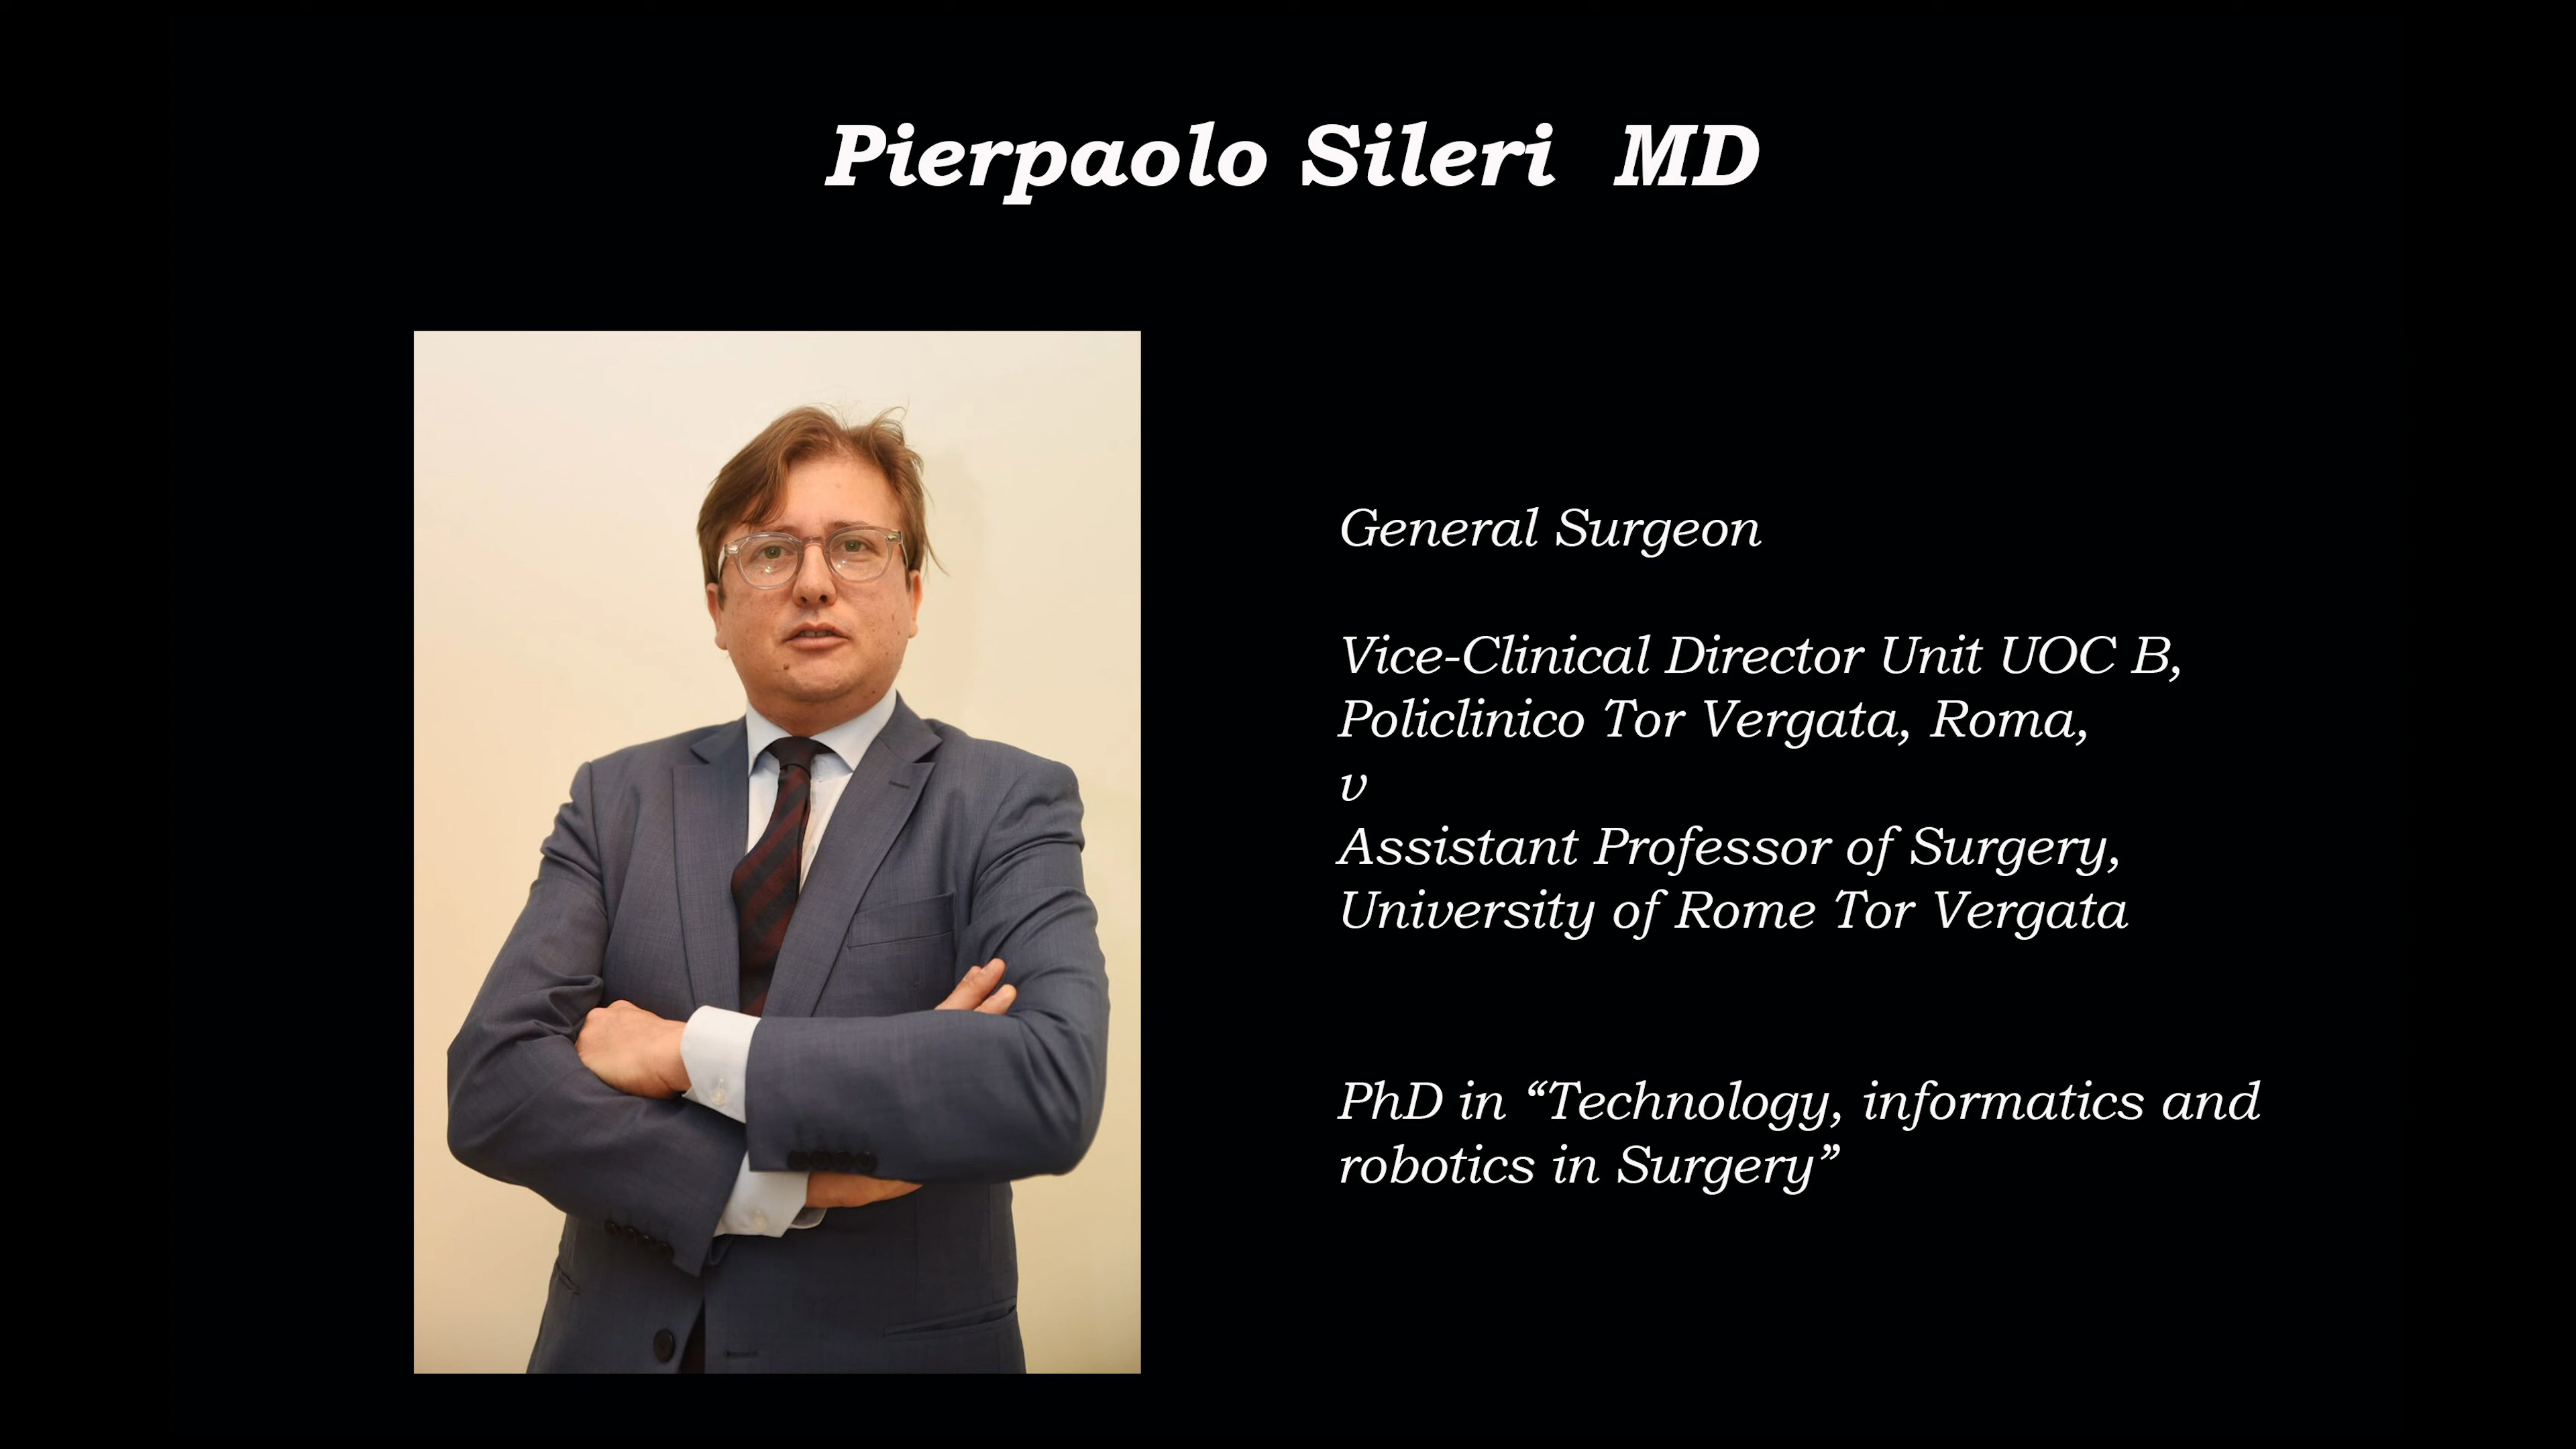 Pierpaolo Sileri MD
General Surgeon
Vice-Clinical Director Unit UOC B,
Policlinico Tor Vergata, Roma,
v
Assistant Professor of Surgery,
University of Rome Tor Vergata
PhD in “Technology, informatics and
robotics in Surgery”